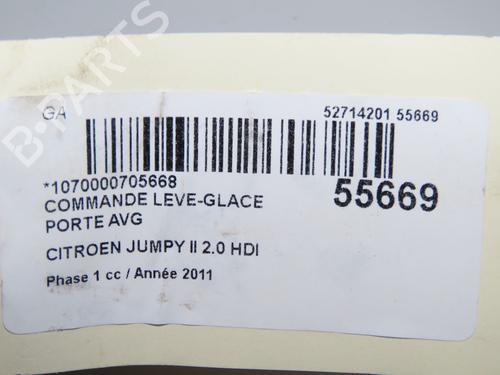 B-PARTS
GA
52714201 55669
*1070000705668
55669
COMMANDE LEVE-GLACE
PORTE AVG
CITROEN JUMPY II 2.0 HDI
Phase 1 cc / Année 2011